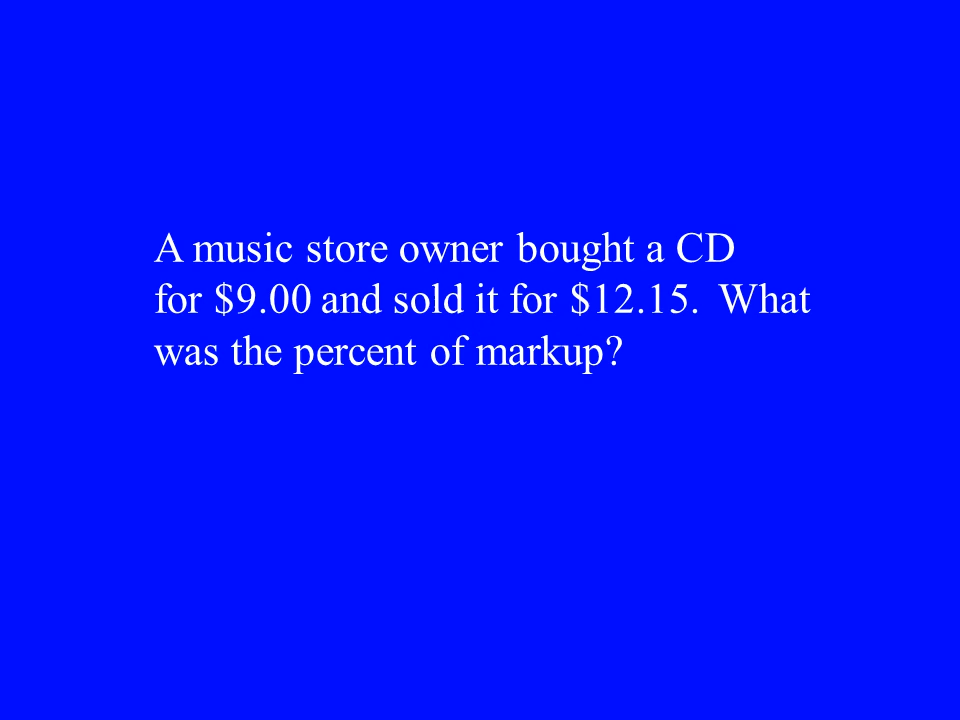 A music store owner bought a CD
for $9.00 and sold it for $12.15.  What
was the percent of markup?